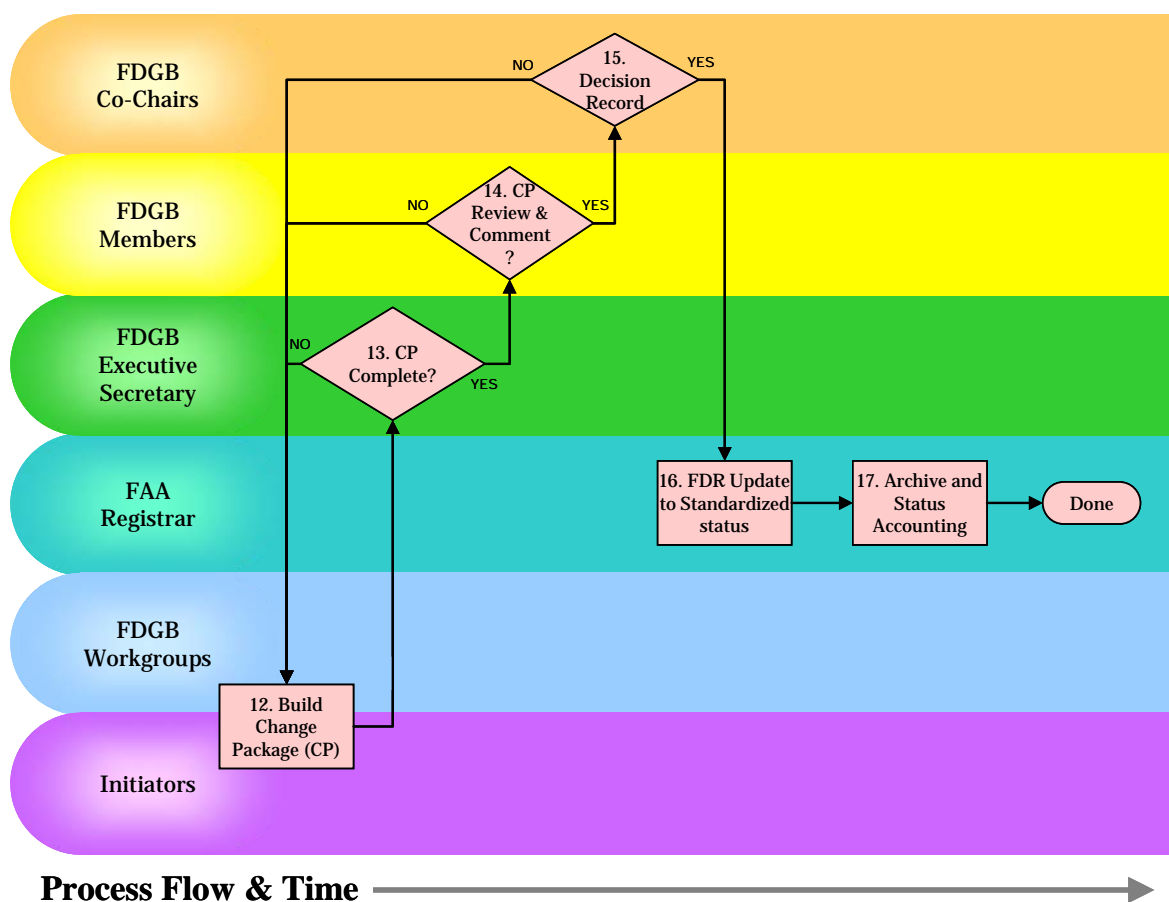 FDGB
Co-Chairs
NO
15.
Decision
Record
YES
FDGB
Members
NO
14. CP
Review &
Comment
?
YES
FDGB
Executive
Secretary
NO
13. CP
Complete?
YES
FAA
Registrar
16. FDR Update
to Standardized
status
17. Archive and
Status
Accounting
Done
FDGB
Workgroups
12. Build
Change
Package (CP)
Initiators
Process Flow & Time